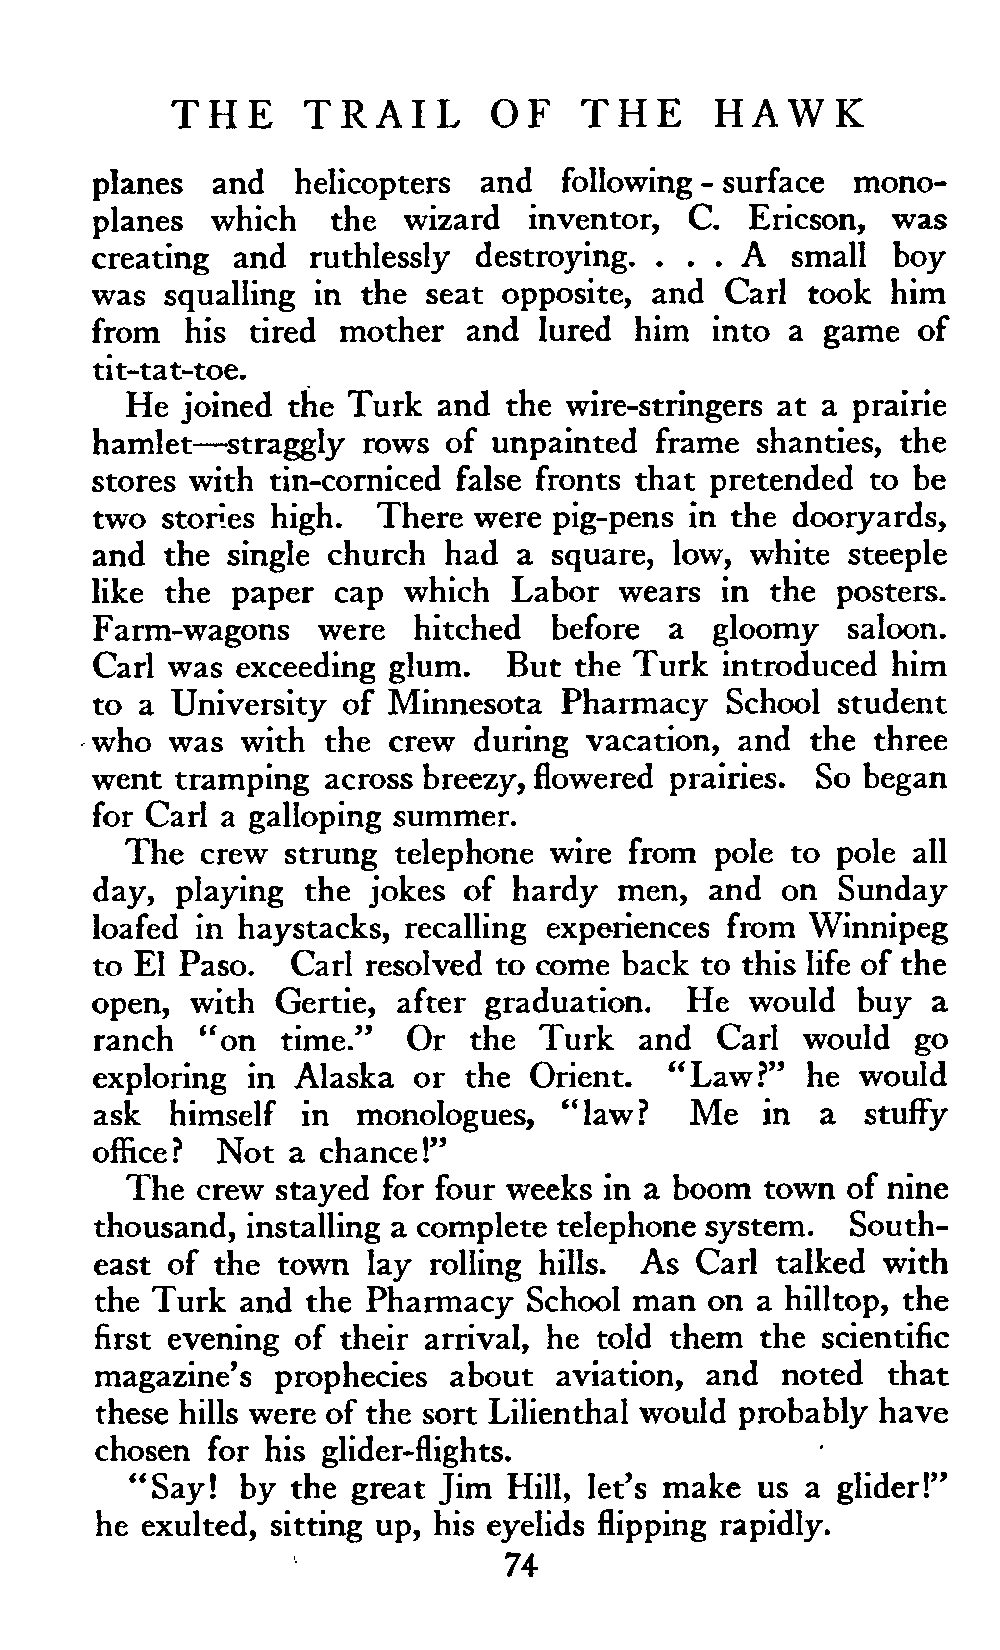 THE TRAIL OF THE HAWK
planes and helicopters and following-surface mono-
planes which the wizard inventor, C. Ericson, was
creating and ruthlessly destroying. . . . A small boy
was squalling in the seat opposite, and Carl took him
from his tired mother and lured him into a game of
tit-tat-toe.
He joined the Turk and the wire-stringers at a prairie
hamlet—straggly rows of unpainted frame shanties, the
stores with tin-corniced false fronts that pretended to be
two stories high. There were pig-pens in the dooryards,
and the single church had a square, low, white steeple
like the paper cap which Labor wears in the posters.
Farm-wagons were hitched before a gloomy saloon.
Carl was exceeding glum. But the Turk introduced him
to a University of Minnesota Pharmacy School student
who was with the crew during vacation, and the three
went tramping across breezy, flowered prairies. So began
for Carl a galloping summer.
The crew strung telephone wire from pole to pole all
day, playing the jokes of hardy men, and on Sunday
loafed in haystacks, recalling experiences from Winnipeg
to El Paso. Carl resolved to come back to this life of the
open, with Gertie, after graduation. He would buy a
ranch "on time." Or the Turk and Carl would go
exploring in Alaska or the Orient. "Law?" he would
ask himself in monologues, "law? Me in a stuffy
office? Not a chance!"
The crew stayed for four weeks in a boom town of nine
thousand, installing a complete telephone system. South-
east of the town lay rolling hills. As Carl talked with
the Turk and the Pharmacy School man on a hilltop, the
first evening of their arrival, he told them the scientific
magazine's prophecies about aviation, and noted that
these hills were of the sort Lilienthal would probably have
chosen for his glider-flights.
"Say! by the great Jim Hill, let's make us a glider!"
he exulted, sitting up, his eyelids flipping rapidly.
74